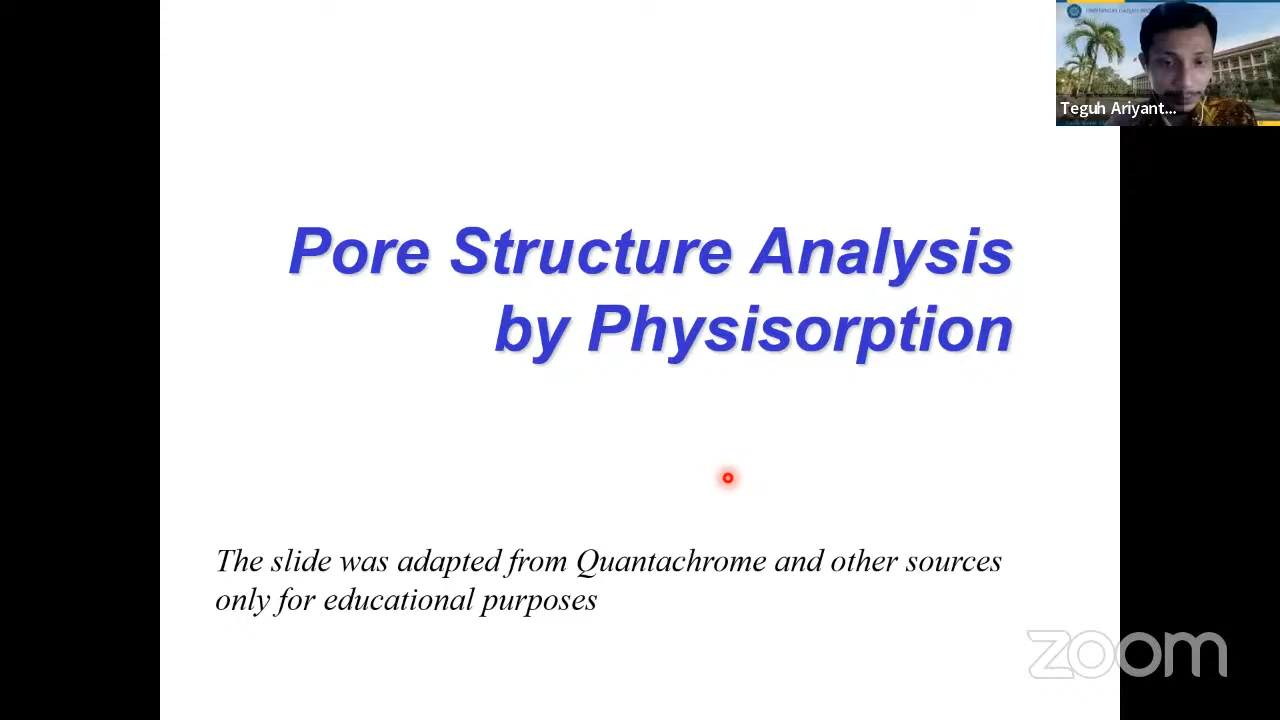 Teguh Ariyant...
Pore Structure Analysis
by Physisorption
The slide was adapted from Quantachrome and other sources
only for educational purposes
zoom